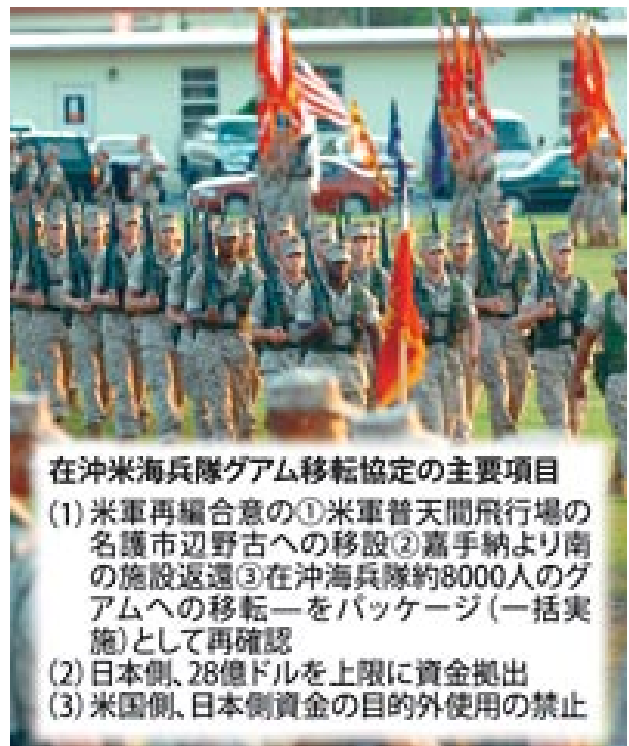 在沖米海兵隊グアム移転協定の主要項目
(1)米軍再編合意の①米軍普天間飛行場の
名護市辺野古への移設②嘉手納より南
の施設返還③在沖海兵隊約8000人のグ
アムへの移転―をパッケージ(一括実
施)として再確認
(2)日本側、28億ドルを上限に資金拠出
(3)米国側、日本側資金の目的外使用の禁止